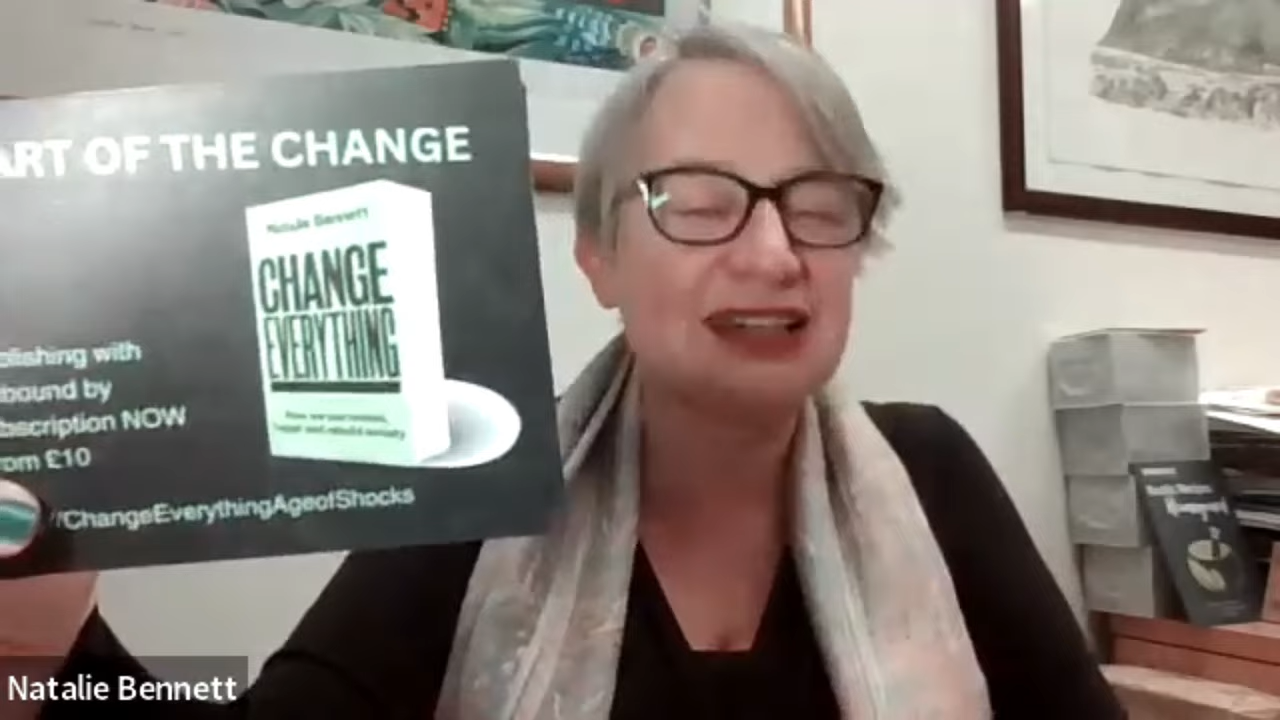 ART OF THE CHANGE
Natalie Bennett
CHANGE
EVERYTHING
blishing with
bound by
bscription NOW
rom £10
//ChangeEverythingAgeofShocks
Natalie Bennett